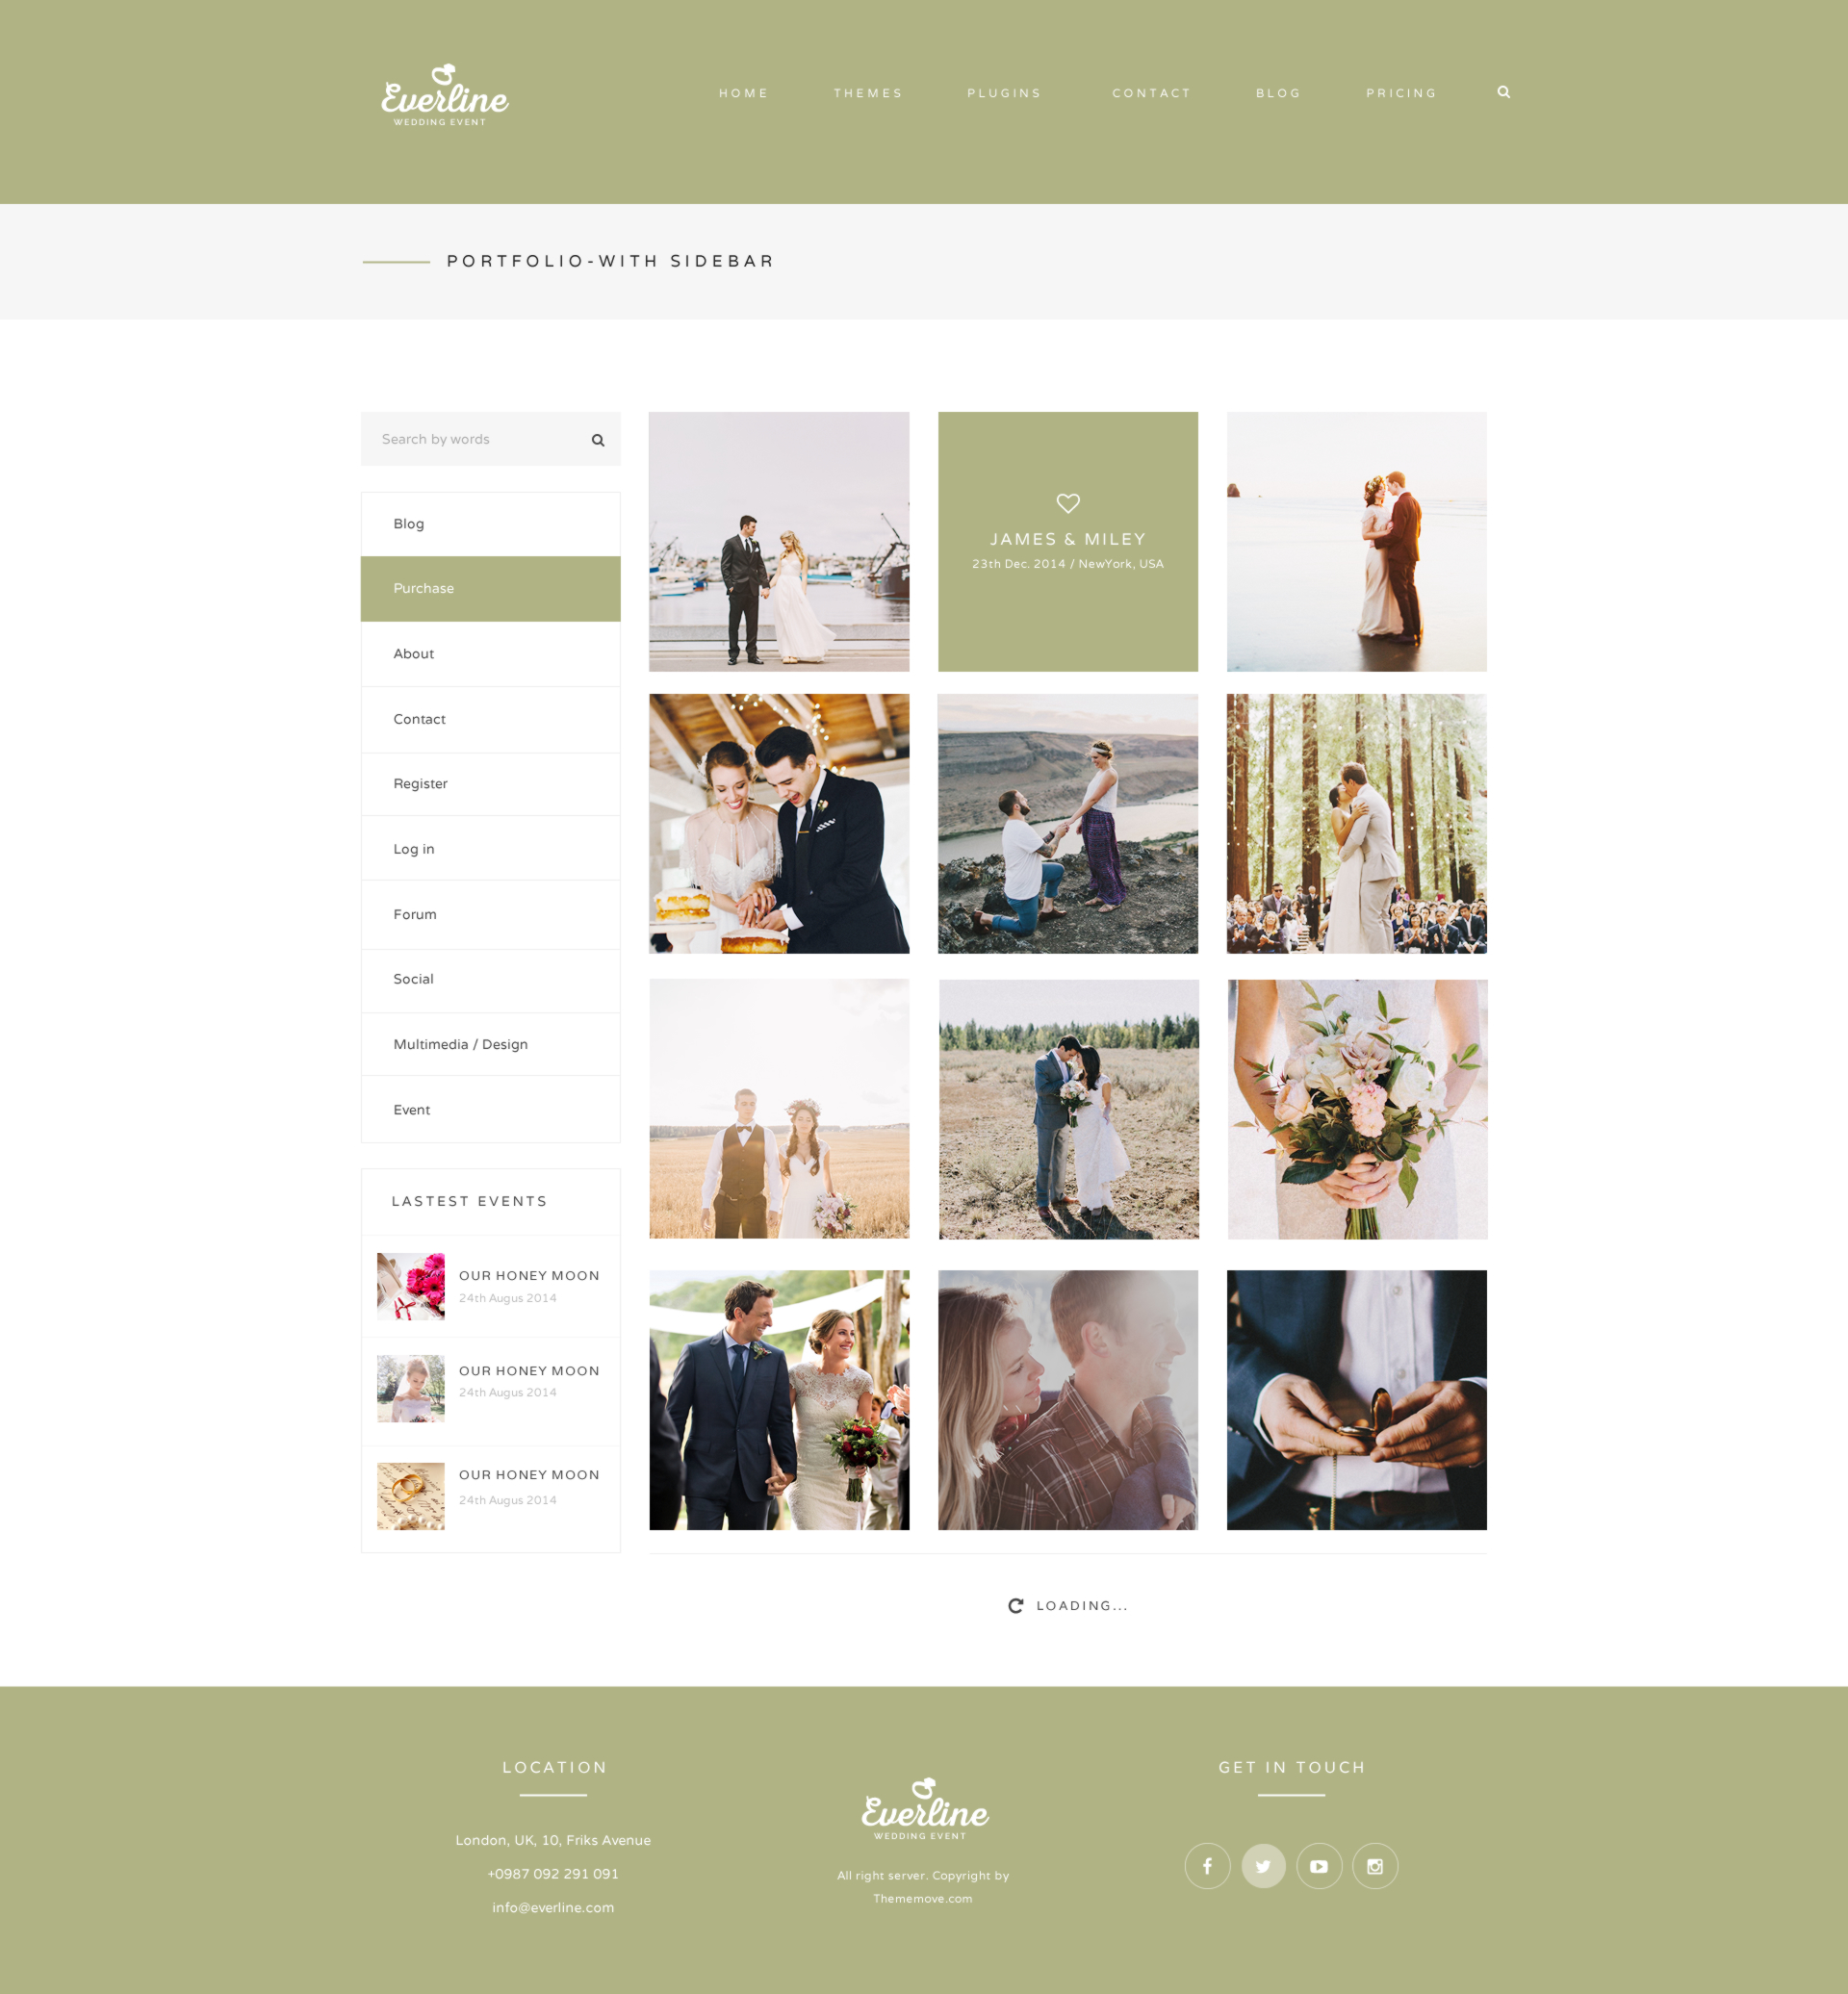 Everline
WEDDING EVENT
HOME THEMES PLUGINS CONTACT BLOG PRICING
PORTFOLIO-WITH SIDEBAR
Search by words
Blog
Purchase
About
Contact
Register
Log in
Forum
Social
Multimedia / Design
Event
LASTEST EVENTS
OUR HONEY MOON
24th Augus 2014
OUR HONEY MOON
24th Augus 2014
OUR HONEY MOON
24th Augus 2014
JAMES & MILEY
23th Dec. 2014 / NewYork, USA
LOADING...
LOCATION
London, UK, 10, Friks Avenue
+0987 092 291 091
info@everline.com
Everline
WEDDING EVENT
All right server. Copyright by
Thememove.com
GET IN TOUCH